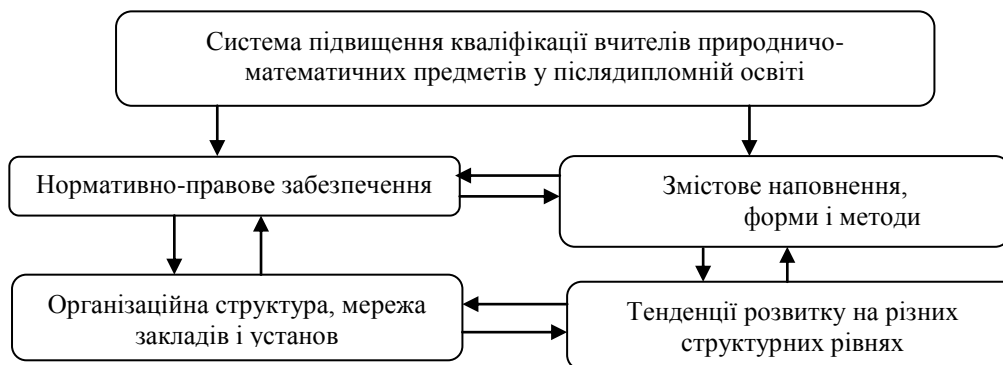 Система підвищення кваліфікації вчителів природничо-
математичних предметів у післядипломній освіті
Нормативно-правове забезпечення
Змістове наповнення,
форми і методи
Організаційна структура, мережа
закладів і установ
Тенденції розвитку на різних
структурних рівнях